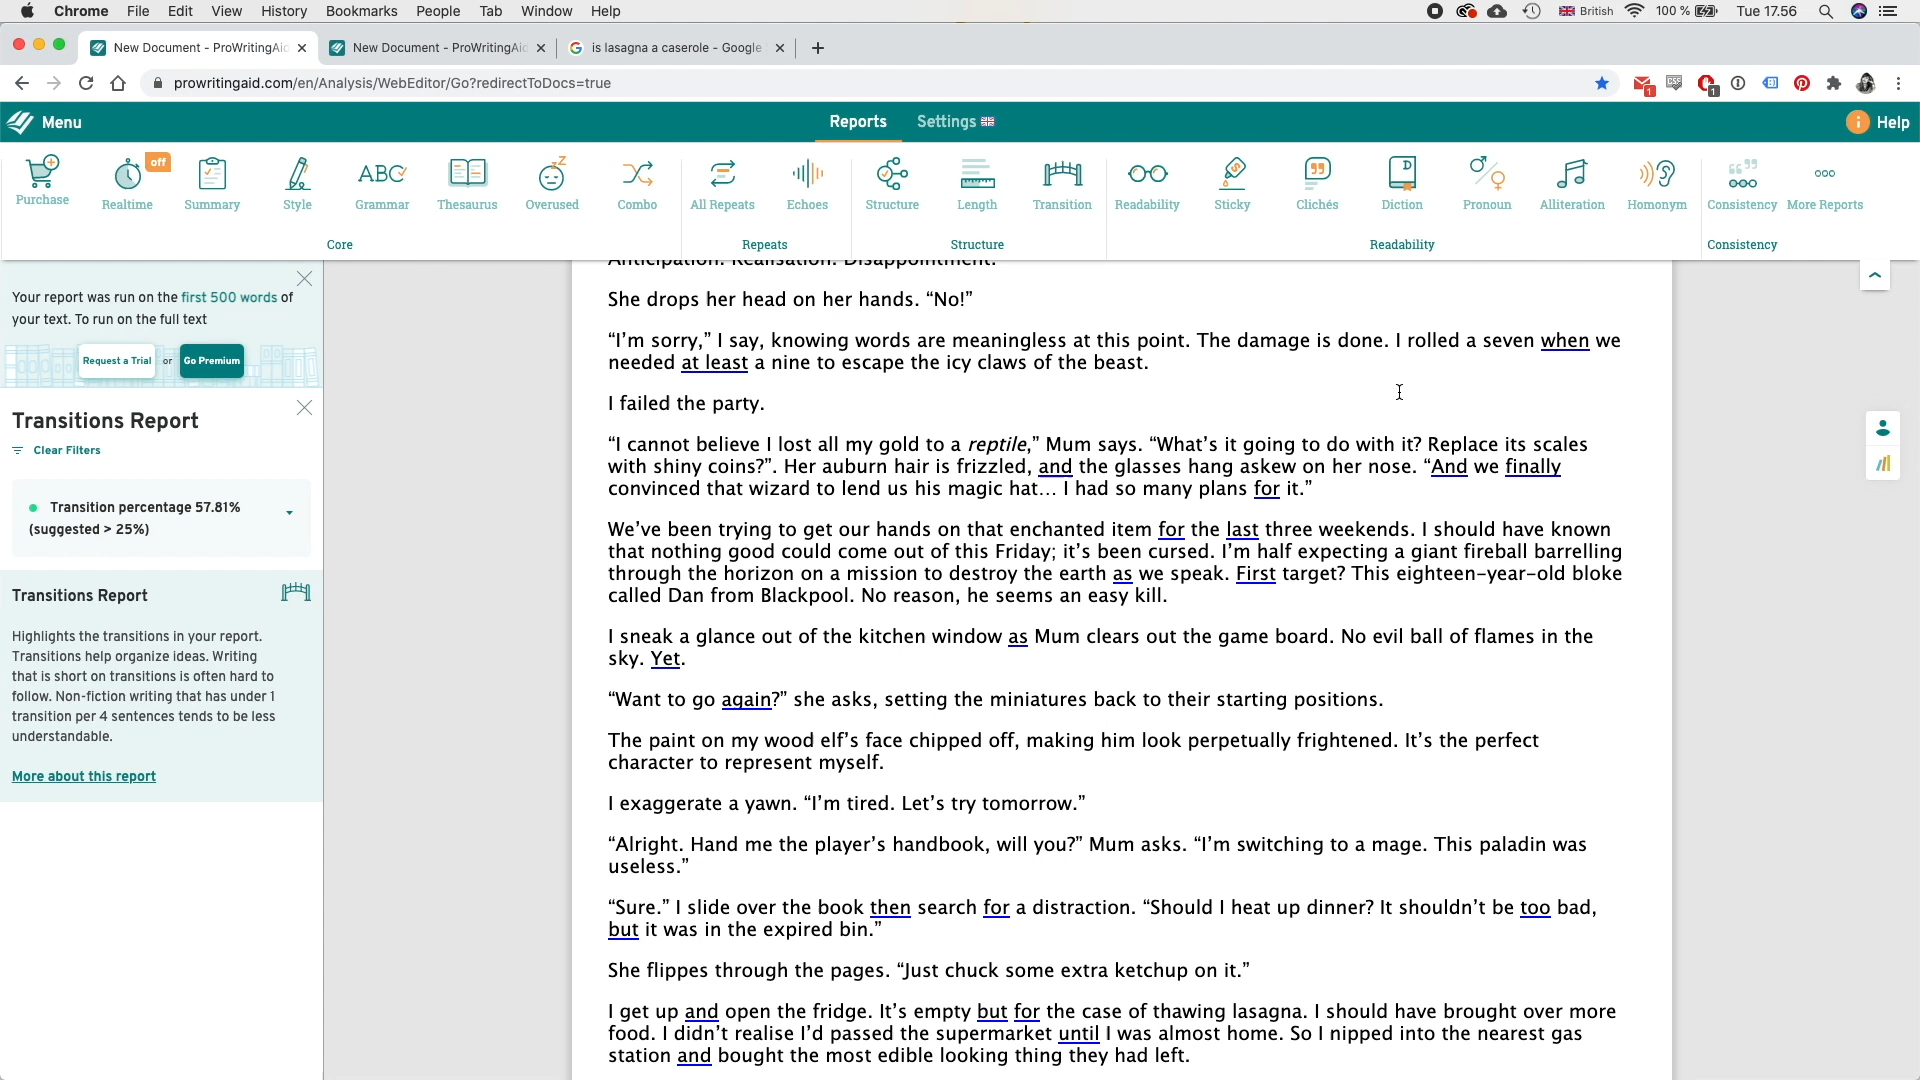 Chrome File Edit View History Bookmarks People Tab Window Help British 100 % Tue 17.56
New Document - ProWritingAid New Document - ProWritingAid is lasagna a caserole - Google
prowritingaid.com/en/Analysis/WebEditor/Go?redirectToDocs=true
Menu Reports Settings Help
off
Purchase Realtime Summary Style Grammar Thesaurus Overused Combo All Repeats Echoes Structure Length Transition Readability Sticky Clichés Diction Pronoun Alliteration Homonym Consistency More Reports
Core Repeats Structure Readability Consistency
Your report was run on the first 500 words of
your text. To run on the full text
Request a Trial or Go Premium
Transitions Report
Clear Filters
Transition percentage 57.81%
(suggested > 25%)
Transitions Report
Highlights the transitions in your report.
Transitions help organize ideas. Writing
that is short on transitions is often hard to
follow. Non-fiction writing that has under 1
transition per 4 sentences tends to be less
understandable.
More about this report
Anticipation. Realisation. Disappointment.
She drops her head on her hands. “No!”
“I’m sorry,” I say, knowing words are meaningless at this point. The damage is done. I rolled a seven when we
needed at least a nine to escape the icy claws of the beast.
I failed the party.
“I cannot believe I lost all my gold to a reptile,” Mum says. “What’s it going to do with it? Replace its scales
with shiny coins?”. Her auburn hair is frizzled, and the glasses hang askew on her nose. “And we finally
convinced that wizard to lend us his magic hat... I had so many plans for it.”
We’ve been trying to get our hands on that enchanted item for the last three weekends. I should have known
that nothing good could come out of this Friday; it’s been cursed. I’m half expecting a giant fireball barrelling
through the horizon on a mission to destroy the earth as we speak. First target? This eighteen-year-old bloke
called Dan from Blackpool. No reason, he seems an easy kill.
I sneak a glance out of the kitchen window as Mum clears out the game board. No evil ball of flames in the
sky. Yet.
“Want to go again?” she asks, setting the miniatures back to their starting positions.
The paint on my wood elf’s face chipped off, making him look perpetually frightened. It’s the perfect
character to represent myself.
I exaggerate a yawn. “I’m tired. Let’s try tomorrow.”
“Alright. Hand me the player’s handbook, will you?” Mum asks. “I’m switching to a mage. This paladin was
useless.”
“Sure.” I slide over the book then search for a distraction. “Should I heat up dinner? It shouldn’t be too bad,
but it was in the expired bin.”
She flippes through the pages. “Just chuck some extra ketchup on it.”
I get up and open the fridge. It’s empty but for the case of thawing lasagna. I should have brought over more
food. I didn’t realise I’d passed the supermarket until I was almost home. So I nipped into the nearest gas
station and bought the most edible looking thing they had left.